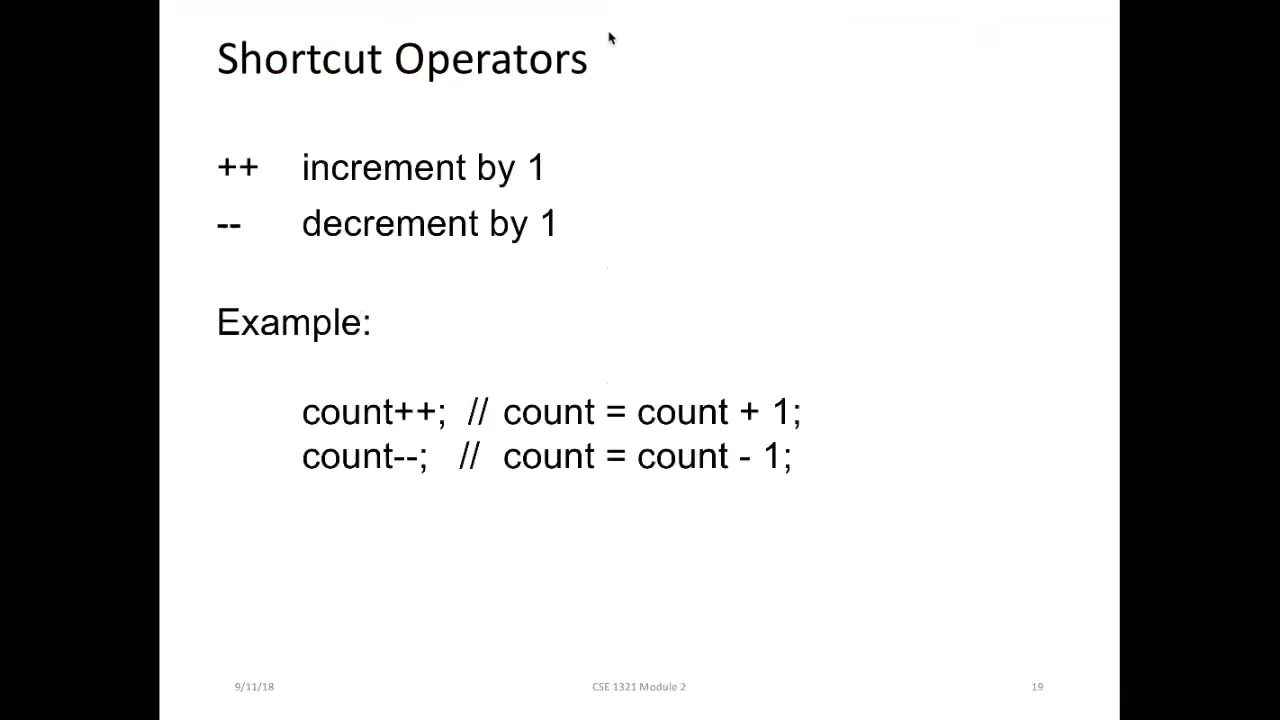 Shortcut Operators
++ increment by 1
-- decrement by 1
Example:
count++; // count = count + 1;
count--; // count = count - 1;
9/11/18 CSE 1321 Module 2 19